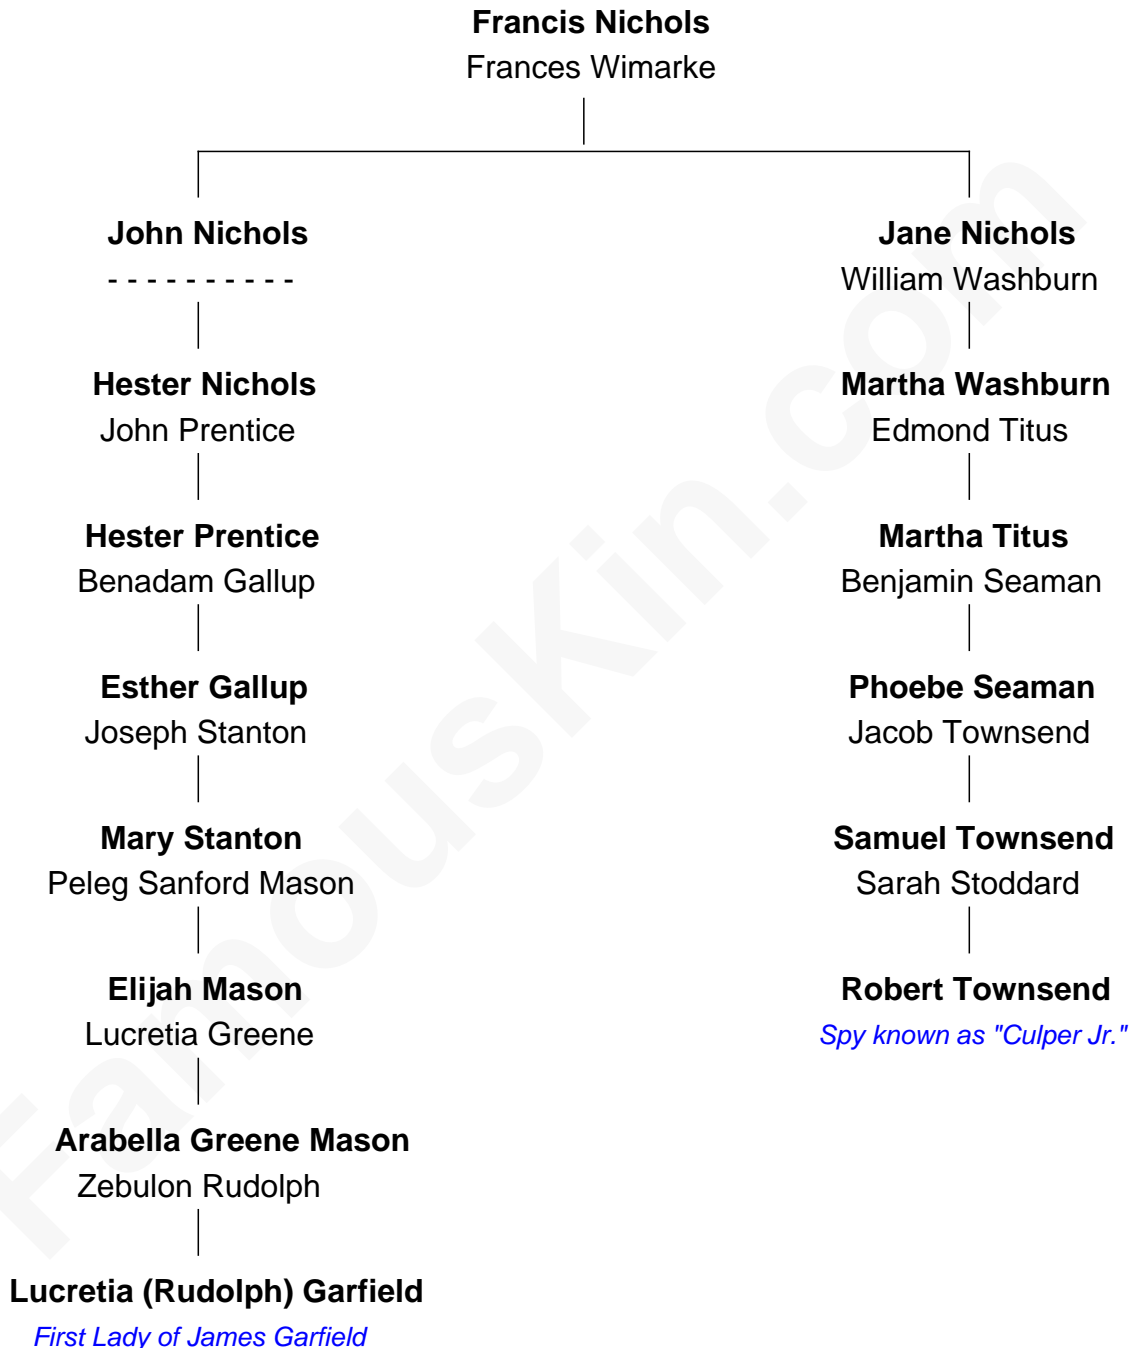 Francis Nichols
Frances Wimarke
John Nichols
- - - - - - - - - -
Hester Nichols
John Prentice
Hester Prentice
Benadam Gallup
Esther Gallup
Joseph Stanton
Mary Stanton
Peleg Sanford Mason
Elijah Mason
Lucretia Greene
Arabella Greene Mason
Zebulon Rudolph
Lucretia (Rudolph) Garfield
First Lady of James Garfield
Jane Nichols
William Washburn
Martha Washburn
Edmond Titus
Martha Titus
Benjamin Seaman
Phoebe Seaman
Jacob Townsend
Samuel Townsend
Sarah Stoddard
Robert Townsend
Spy known as "Culper Jr."
FamousKin.com